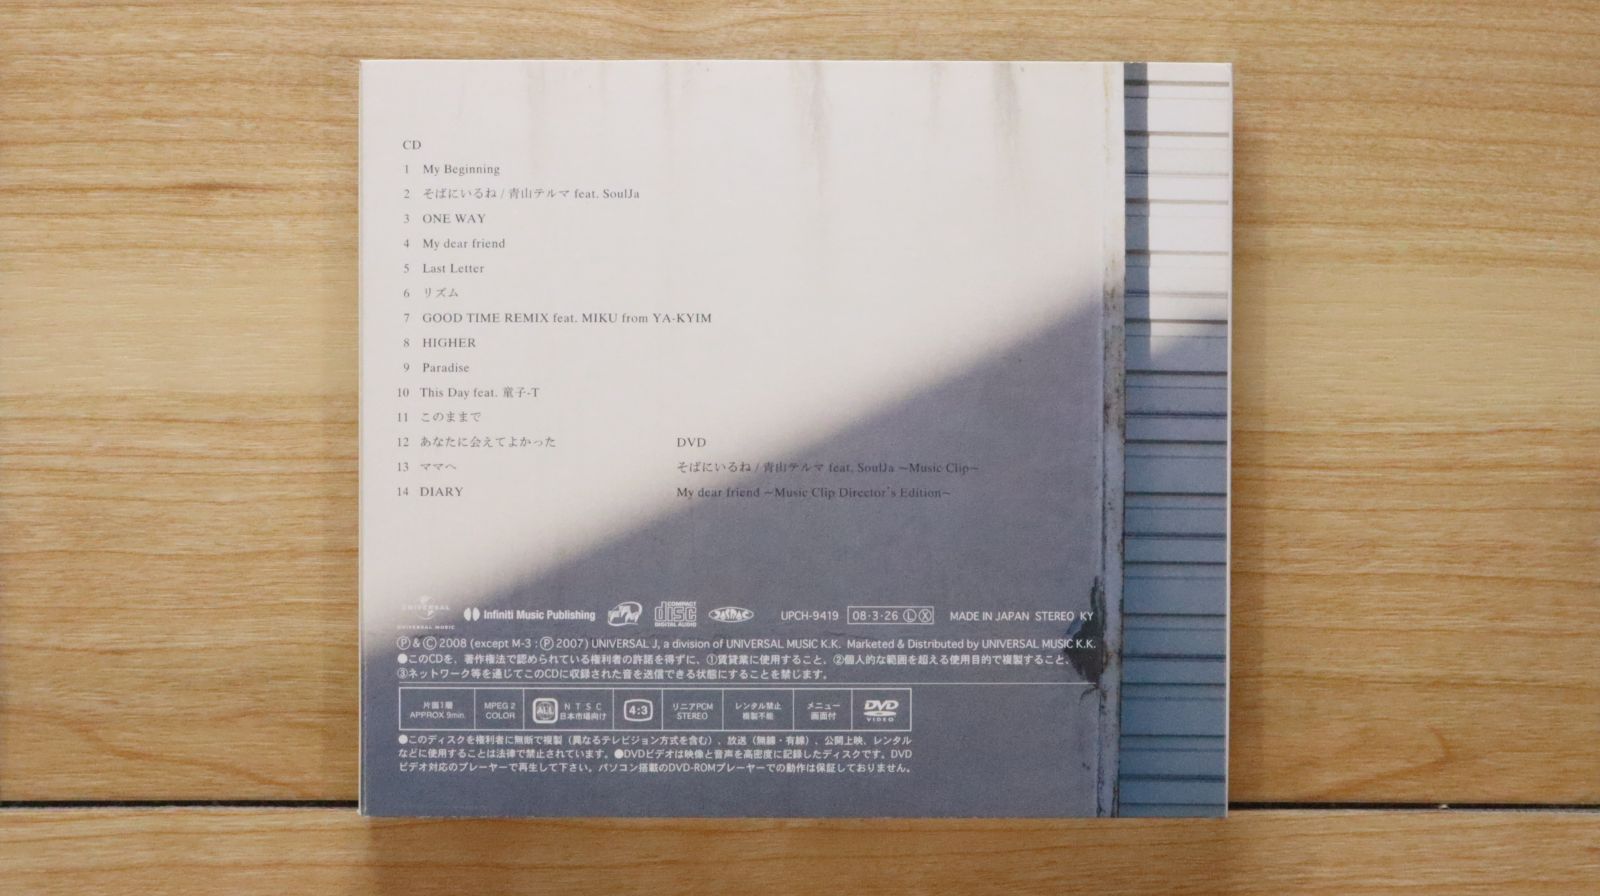 CD
1 My Beginning
2 そばにいるね / 青山テルマ feat. SoulJa
3 ONE WAY
4 My dear friend
5 Last Letter
6 リズム
7 GOOD TIME REMIX feat. MIKU from YA-KYIM
8 HIGHER
9 Paradise
10 This Day feat. 童子-T
11 このままで
12 あなたに会えてよかった
13 ママへ
14 DIARY
DVD
そばにいるね / 青山テルマ feat. SoulJa ~Music Clip~
My dear friend ~Music Clip Director's Edition~
UNIVERSAL
UNIVERSAL MUSIC
Infiniti Music Publishing
COMPACT disc DIGITAL AUDIO
JASRAC
UPCH-9419 08·3·26 Ⓛ Ⓧ MADE IN JAPAN STEREO KY
Ⓟ & Ⓒ 2008 (except M-3 : Ⓟ 2007) UNIVERSAL J, a division of UNIVERSAL MUSIC K.K. Marketed & Distributed by UNIVERSAL MUSIC K.K.
●このCDを、著作権法で認められている権利者の許諾を得ずに、①賃貸業に使用すること、②個人的な範囲を超える使用目的で複製すること、
③ネットワーク等を通じてこのCDに収録された音を送信できる状態にすることを禁じます。
片面1層 APPROX 9min.
MPEG 2 COLOR
ALL NTSC 日本市場向け
4:3
リニアPCM STEREO
レンタル禁止 複製不能
メニュー画面付
DVD VIDEO
●このディスクを権利者に無断で複製（異なるテレビジョン方式を含む）、放送（無線・有線）、公開上映、レンタル
などに使用することは法律で禁止されています。●DVDビデオは映像と音声を高密度に記録したディスクです。DVD
ビデオ対応のプレーヤーで再生して下さい。パソコン搭載のDVD-ROMプレーヤーでの動作は保証しておりません。